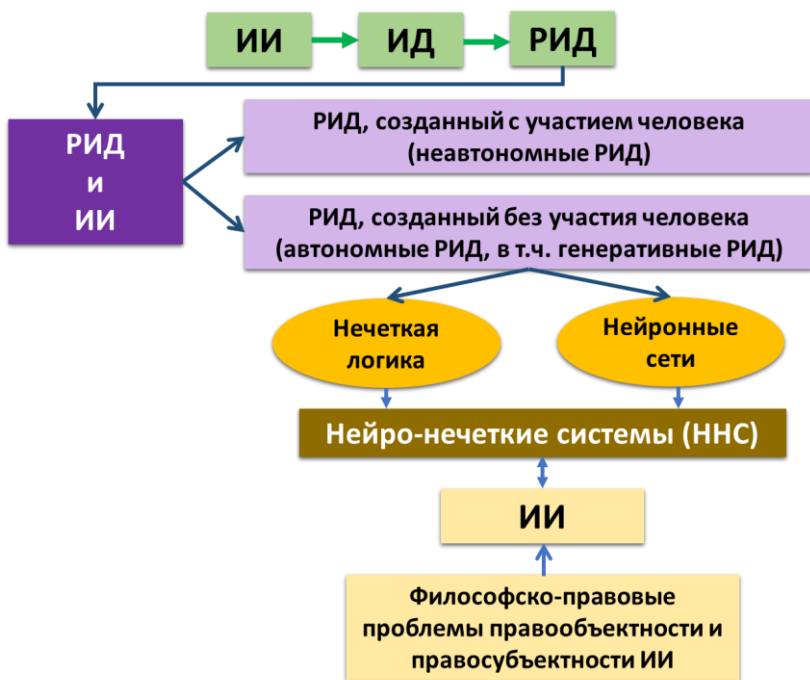 ИИ
ИД
РИД
РИД
и
ИИ
РИД, созданный с участием человека
(неавтономные РИД)
РИД, созданный без участия человека
(автономные РИД, в т.ч. генеративные РИД)
Нечеткая
логика
Нейронные
сети
Нейро-нечеткие системы (ННС)
ИИ
Философско-правовые
проблемы правообъектности и
правосубъектности ИИ